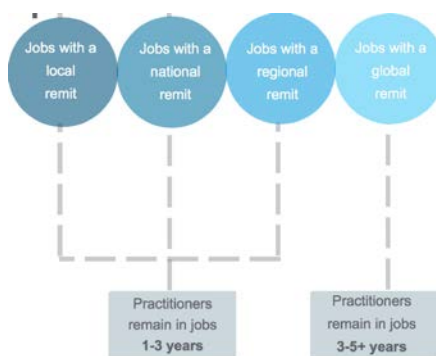 Jobs with a
local
remit
Jobs with a
national
remit
Jobs with a
regional
remit
Jobs with a
global
remit
Practitioners
remain in jobs
1-3 years
Practitioners
remain in jobs
3-5+ years